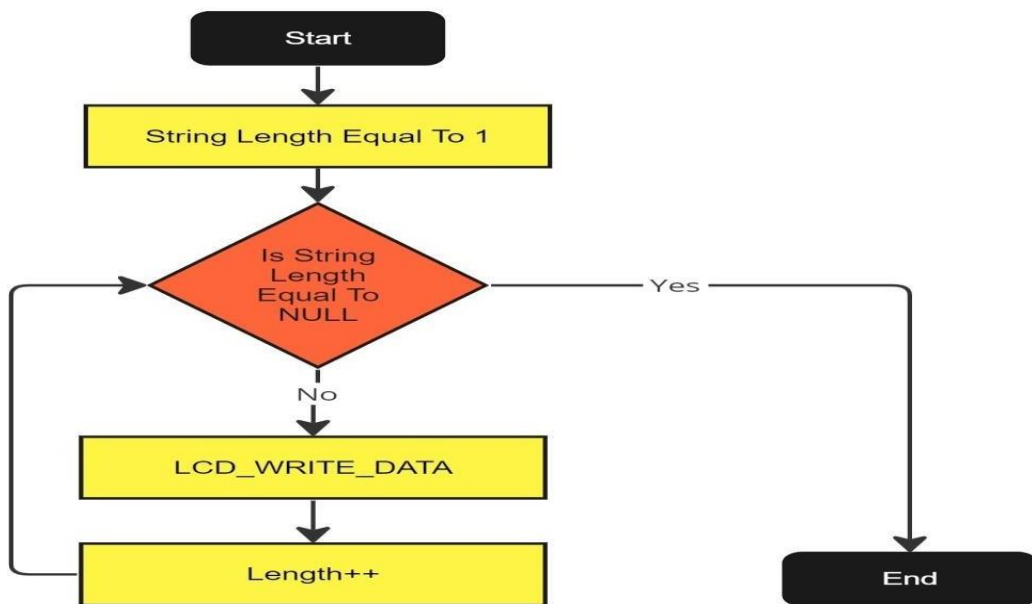 Start
String Length Equal To 1
Is String
Length
Equal To
NULL
Yes
No
LCD_WRITE_DATA
Length++
End